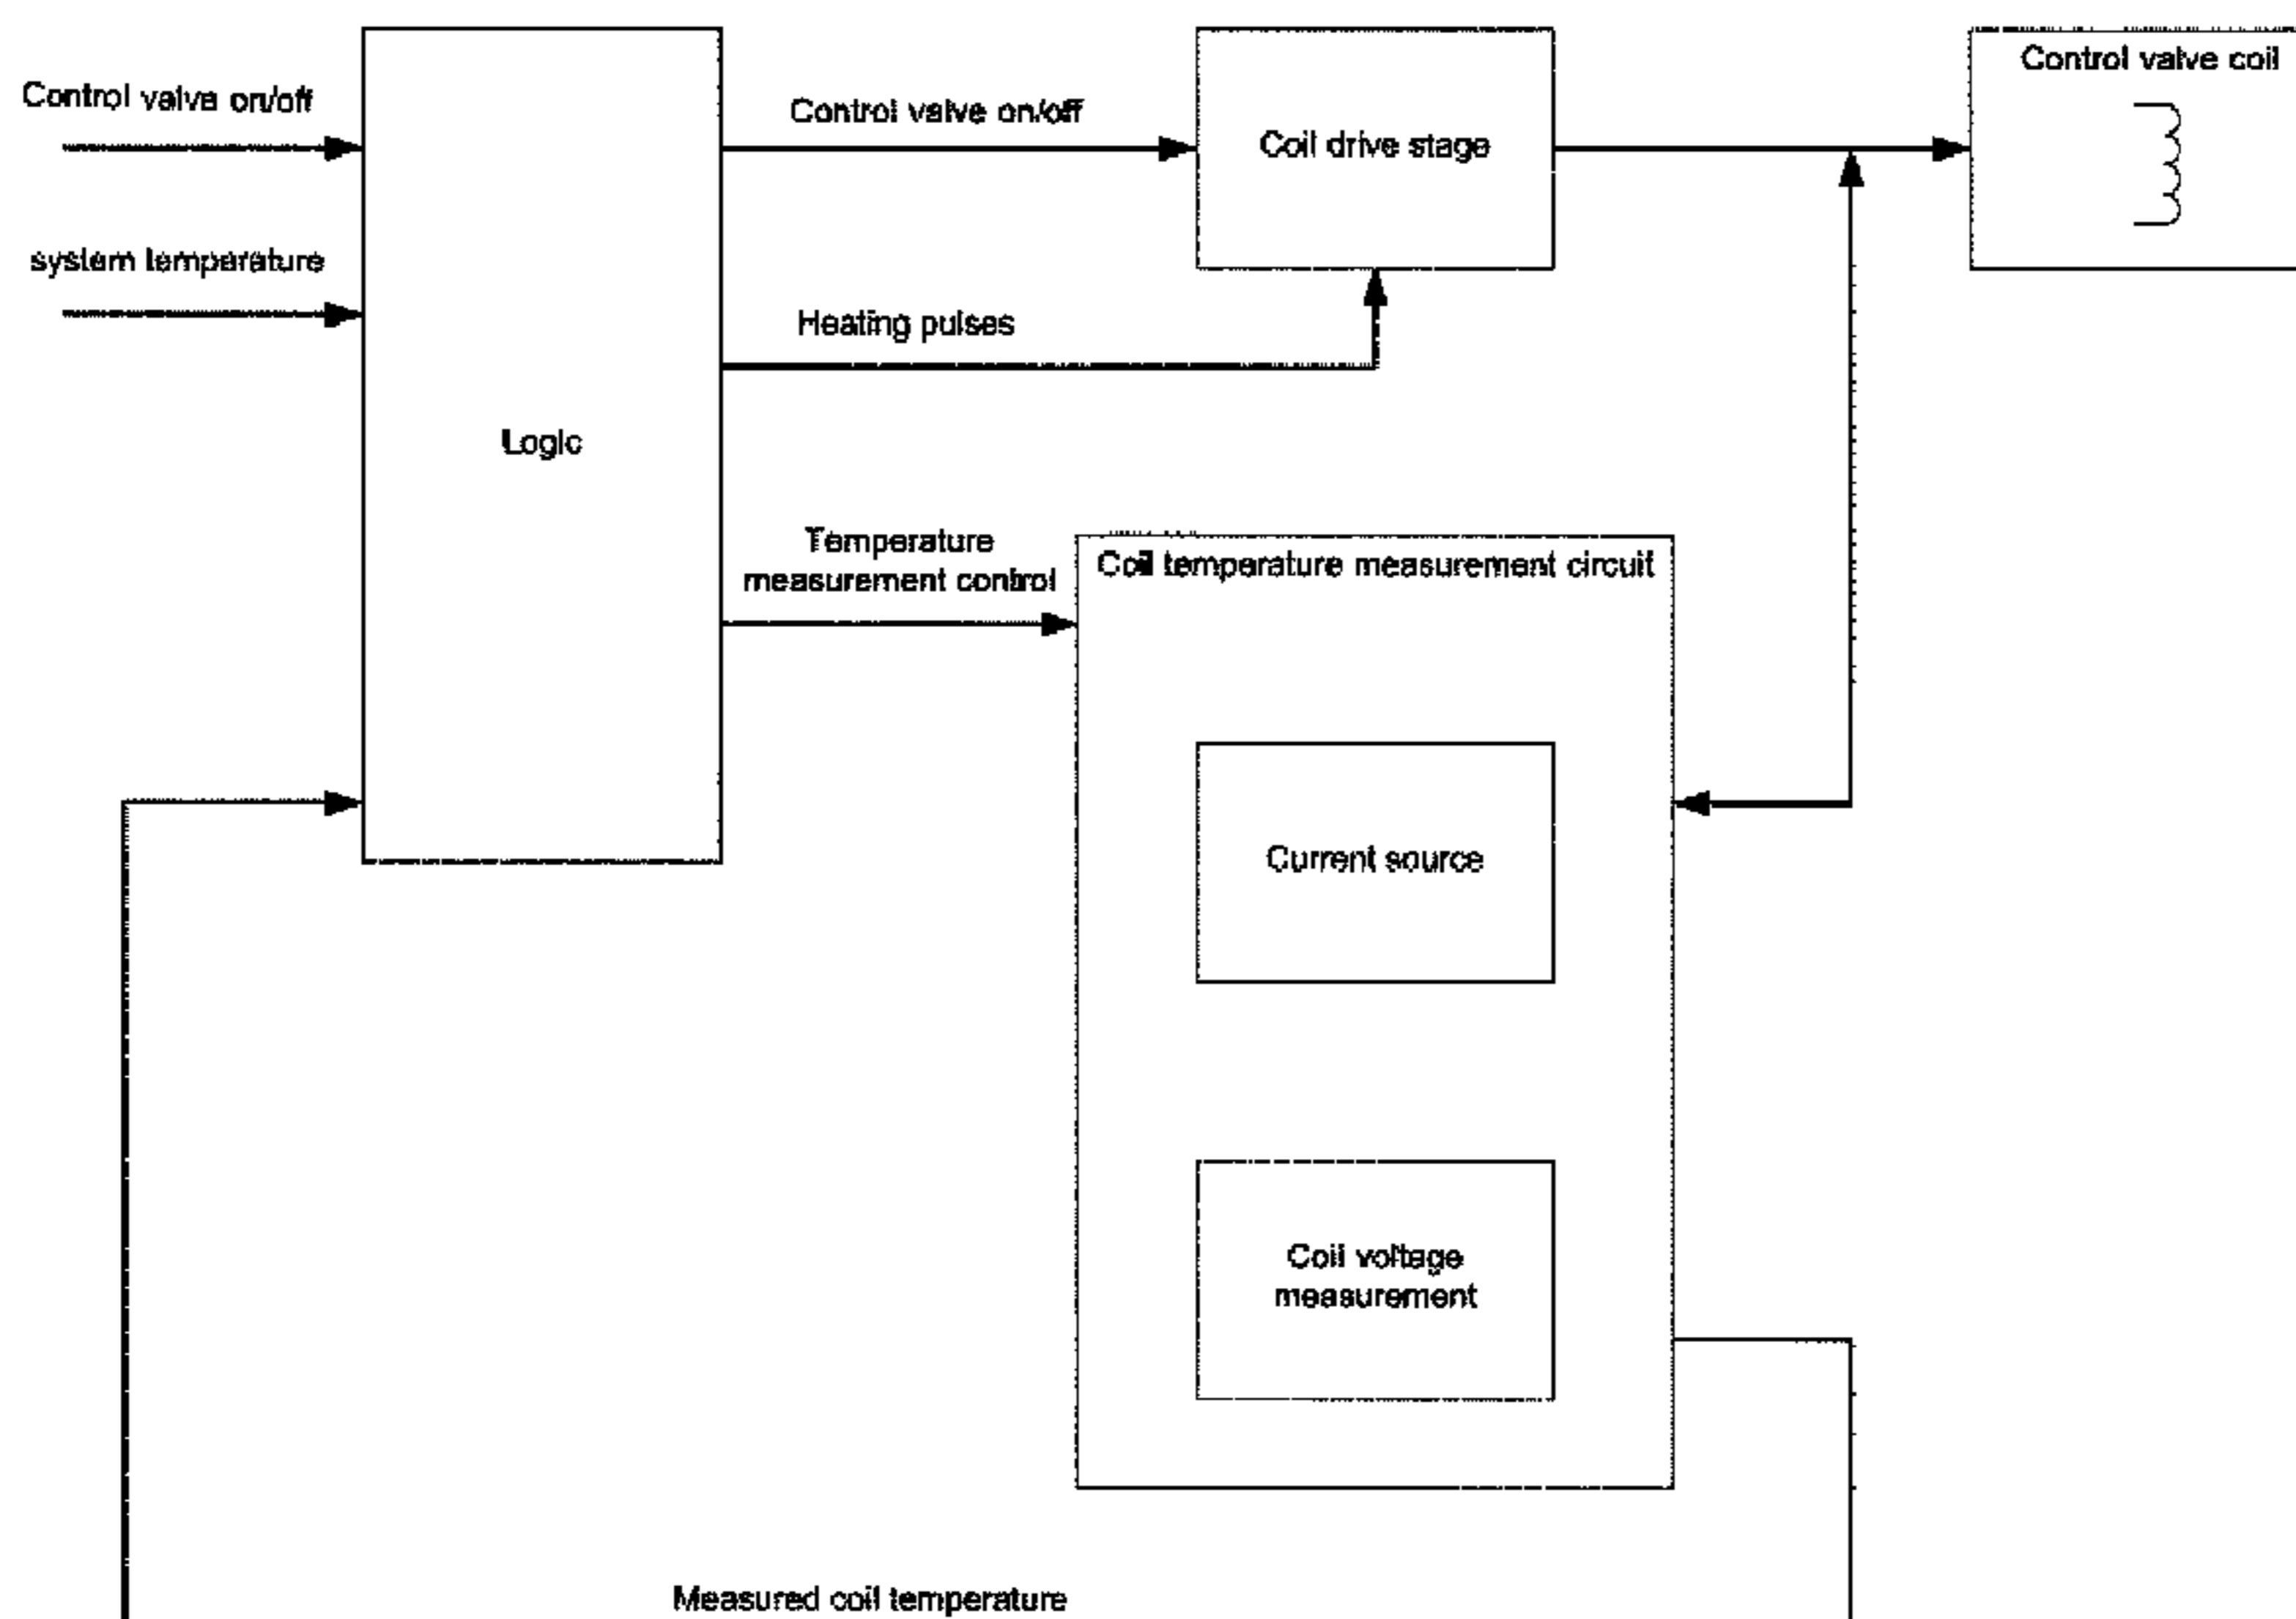 Control valve on/off
system temperature
Logic
Control valve on/off
Heating pulses
Temperature
measurement control
Coil drive stage
Control valve coil
Coil temperature measurement circuit
Current source
Coil voltage
measurement
Measured coil temperature